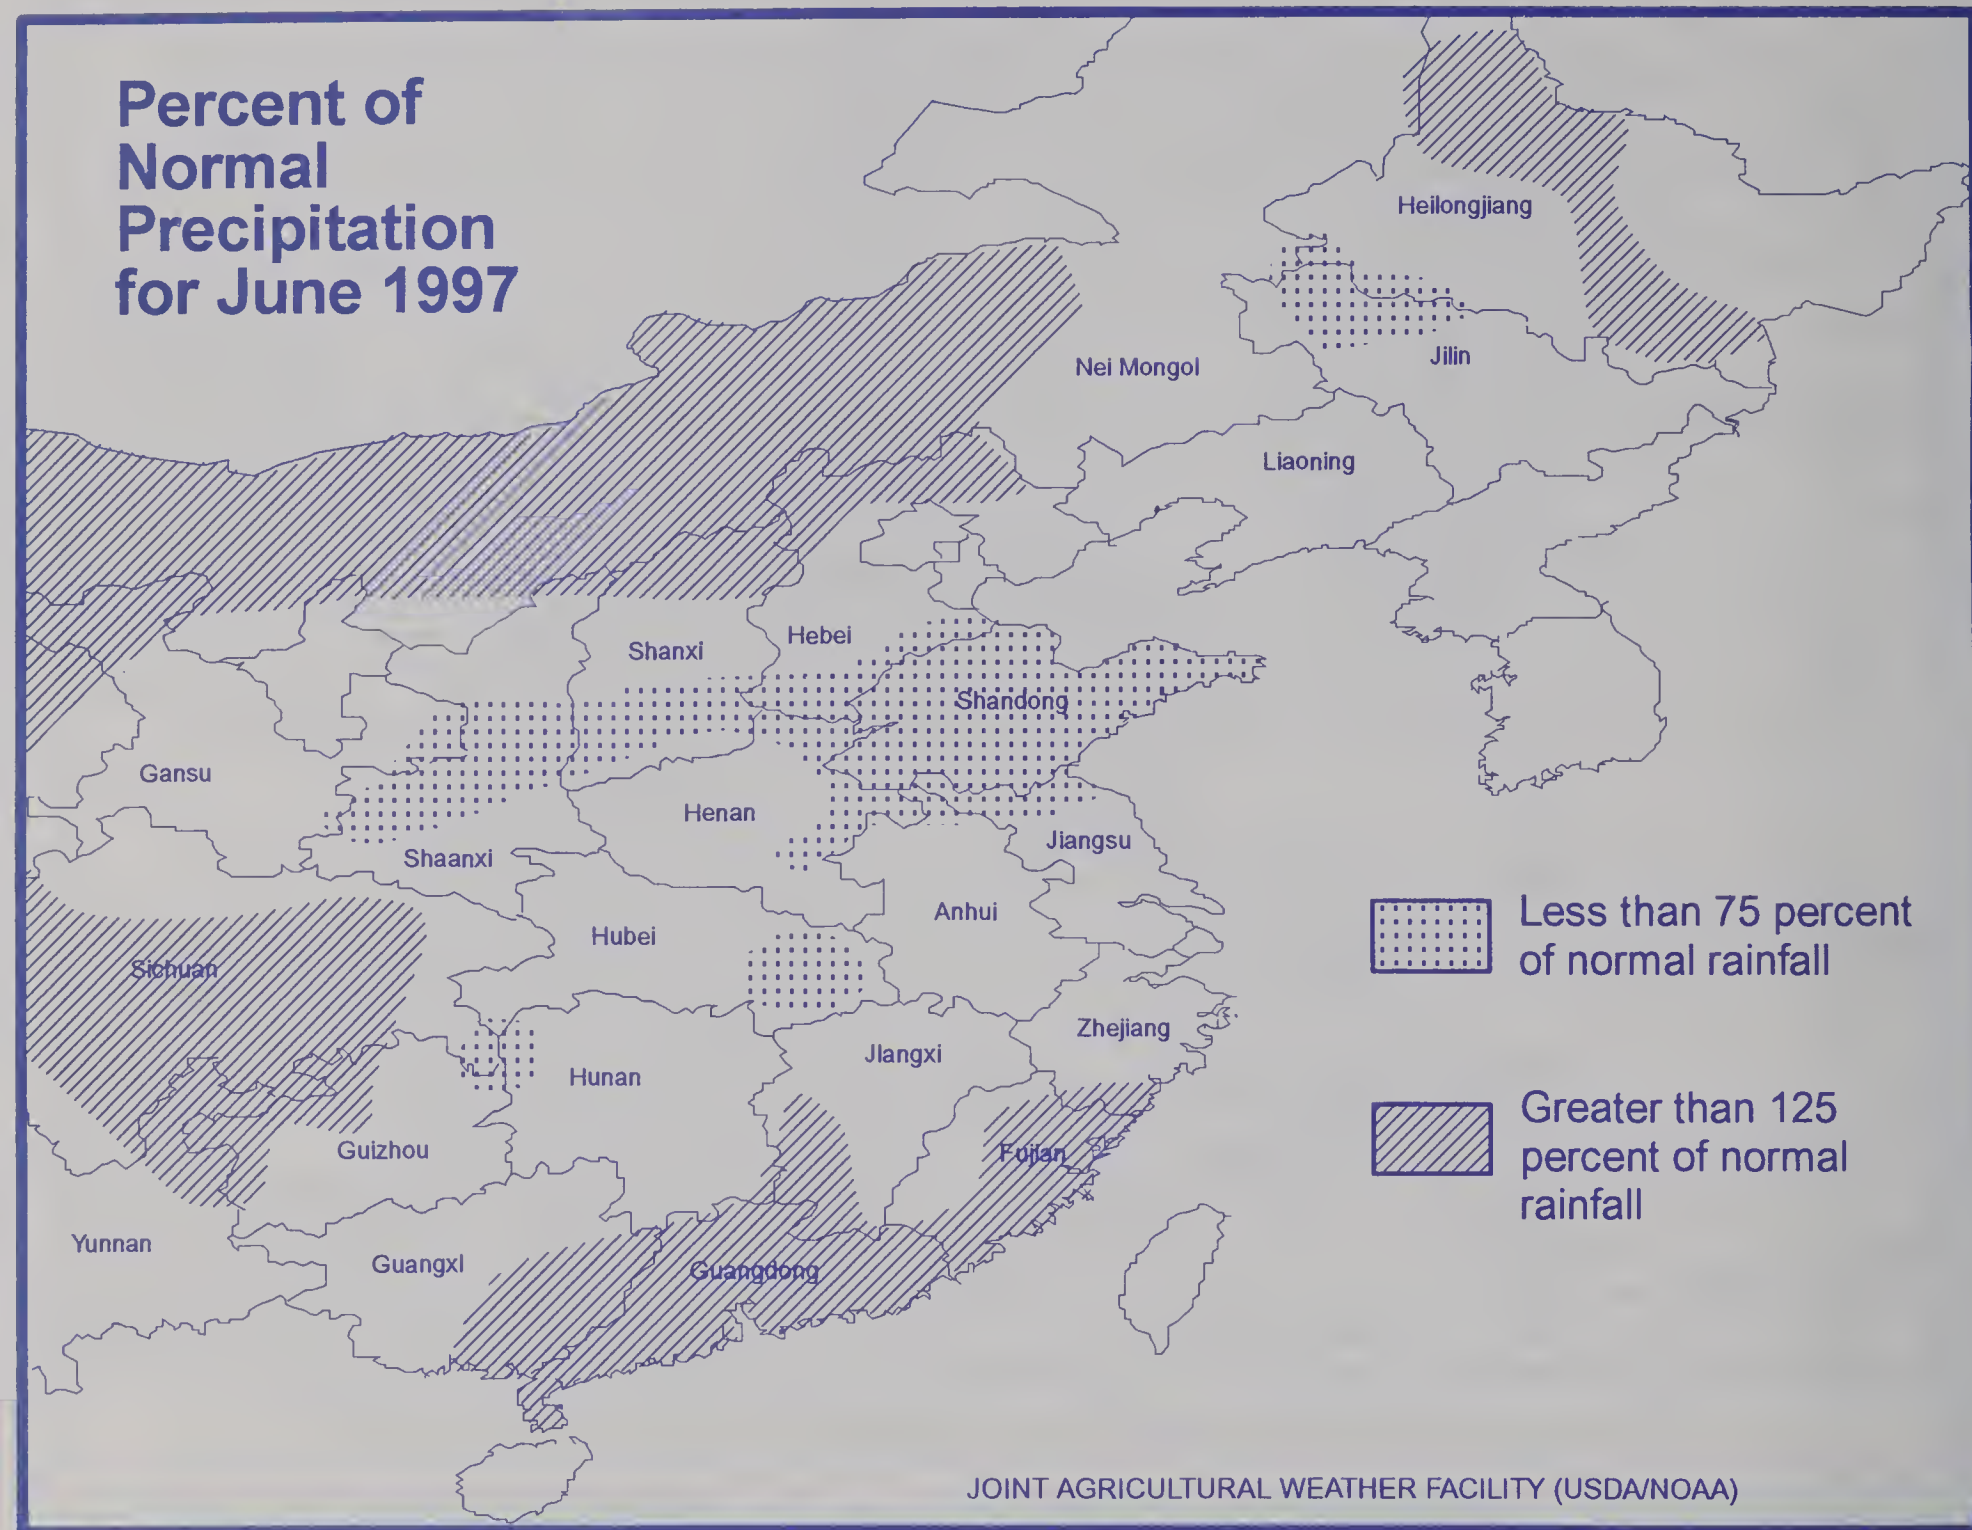 Percent of
Normal
Precipitation
for June 1997
Heilongjiang
Jilin
Nei Mongol
Liaoning
Hebei
Shanxi
Shandong
Gansu
Henan
Jiangsu
Shaanxi
Anhui
Hubei
Sichuan
Zhejiang
JIangxi
Hunan
Guizhou
Fujian
Yunnan
GuangxI
Guangdong
Less than 75 percent
of normal rainfall
Greater than 125
percent of normal
rainfall
JOINT AGRICULTURAL WEATHER FACILITY (USDA/NOAA)